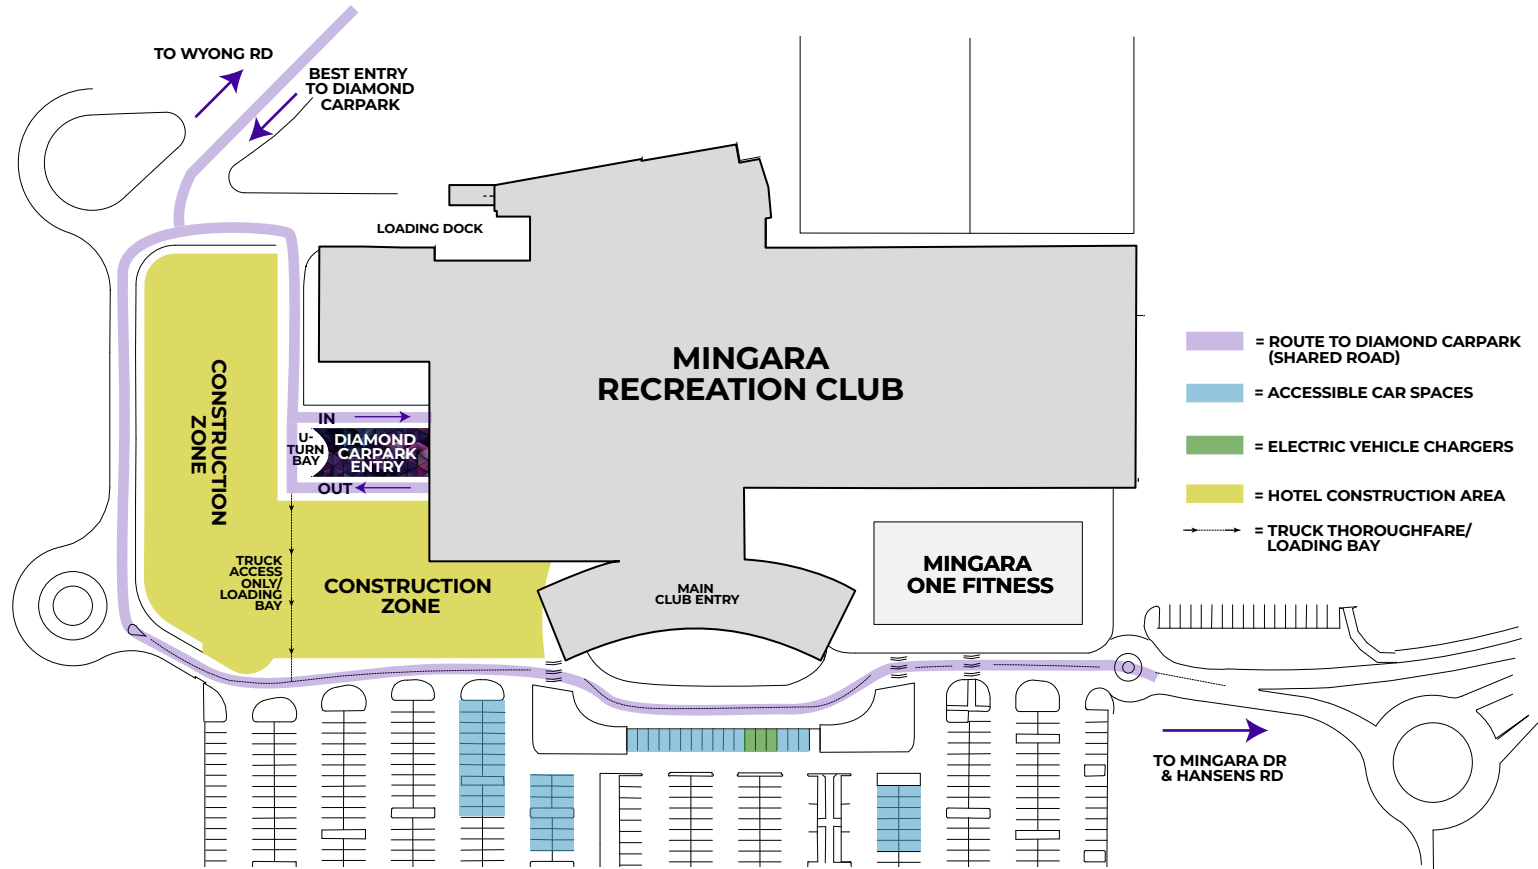 TO WYONG RD
BEST ENTRY
TO DIAMOND
CARPARK
LOADING DOCK
MINGARA
RECREATION CLUB
CONSTRUCTION
ZONE
IN
U-
TURN
BAY
DIAMOND
CARPARK
ENTRY
OUT
TRUCK
ACCESS
ONLY/
LOADING
BAY
CONSTRUCTION
ZONE
MAIN
CLUB ENTRY
MINGARA
ONE FITNESS
= ROUTE TO DIAMOND CARPARK
(SHARED ROAD)
= ACCESSIBLE CAR SPACES
= ELECTRIC VEHICLE CHARGERS
= HOTEL CONSTRUCTION AREA
= TRUCK THOROUGHFARE/
LOADING BAY
TO MINGARA DR
& HANSENS RD